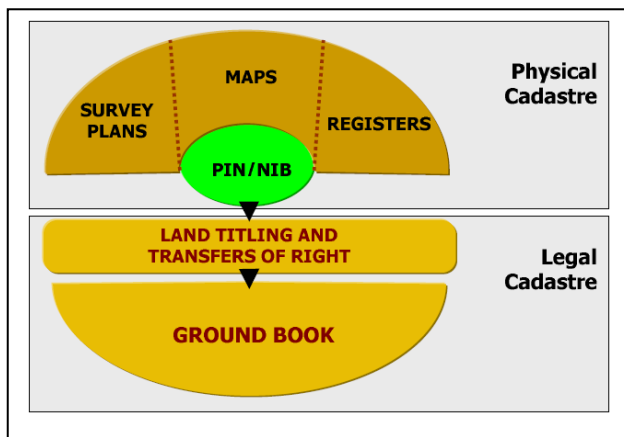 MAPS
SURVEY
PLANS
REGISTERS
PIN/NIB
Physical
Cadastre
LAND TITLING AND
TRANSFERS OF RIGHT
GROUND BOOK
Legal
Cadastre